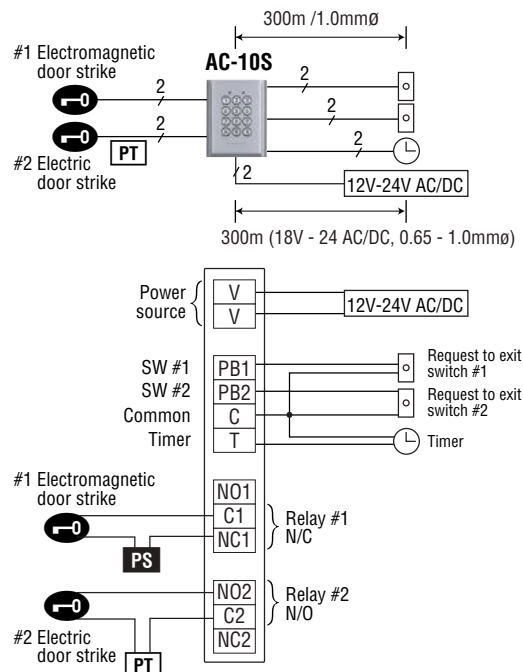 300m /1.0mmø
#1 Electromagnetic
door strike
AC-10S
2
2
2
2
2
PT
#2 Electric
door strike
2
12V-24V AC/DC
300m (18V - 24 AC/DC, 0.65 - 1.0mmø)
Power
source
V
V
12V-24V AC/DC
SW #1
PB1
Request to exit
switch #1
SW #2
PB2
Request to exit
switch #2
Common
C
Timer
T
Timer
#1 Electromagnetic
door strike
NO1
C1
NC1
Relay #1
N/C
PS
NO2
C2
NC2
Relay #2
N/O
#2 Electric
door strike
PT